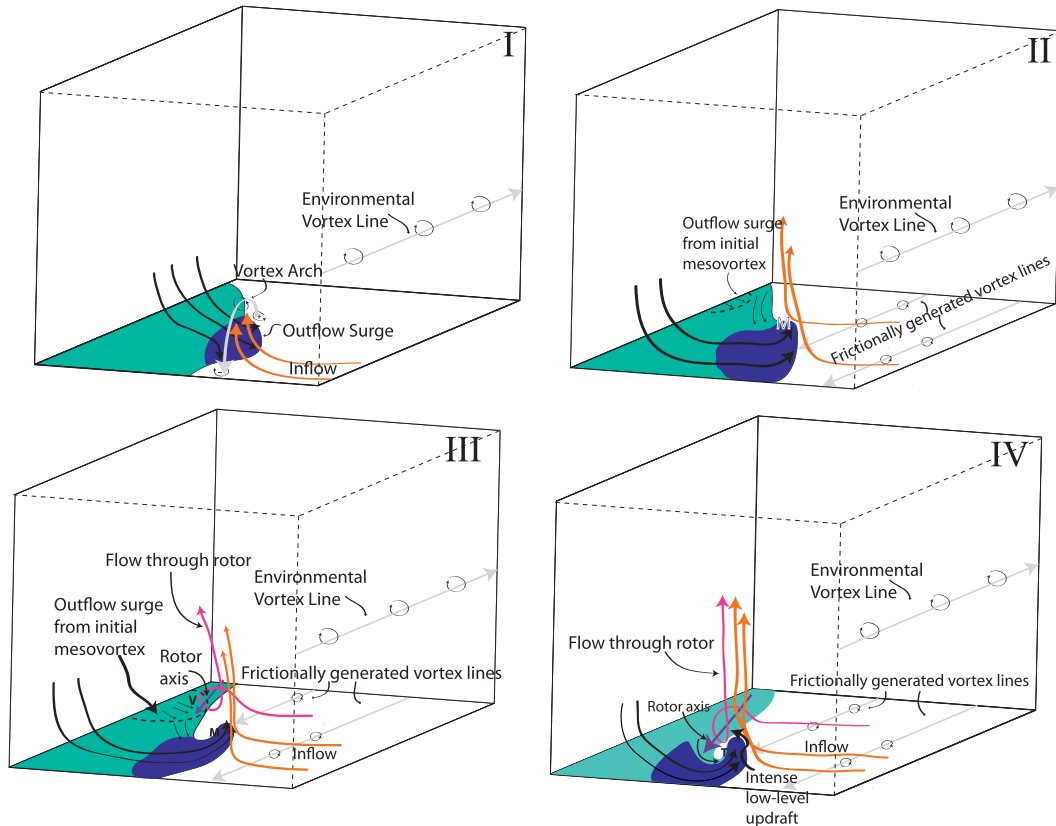 I
Environmental
Vortex Line
Vortex Arch
+
Outflow Surge
Inflow
-
II
Outflow surge
from initial
mesovortex
Environmental
Vortex Line
M
Frictionally generated vortex lines
III
Flow through rotor
Environmental
Vortex Line
Outflow surge
from initial
mesovortex
Rotor
axis
V
Frictionally generated vortex lines
M
Inflow
IV
Environmental
Vortex Line
Flow through rotor
Frictionally generated vortex lines
Rotor axis
Inflow
T
Intense
low-level
updraft